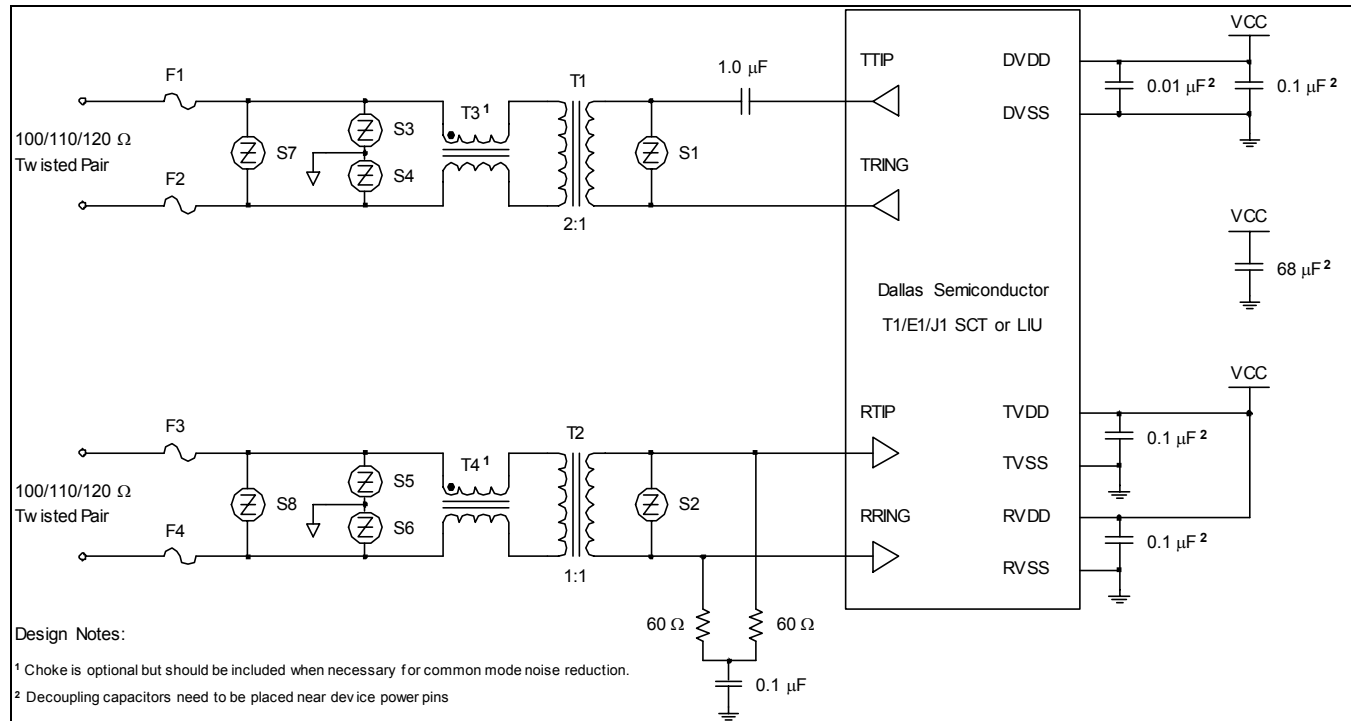 VCC
F1
T1
1.0 μF
TTIP
DVDD
0.01 μF²
0.1 μF²
T3¹
S3
100/110/120 Ω
Twisted Pair
S7
S1
DVSS
S4
TRING
F2
2:1
VCC
68 μF²
Dallas Semiconductor
T1/E1/J1 SCT or LIU
VCC
F3
T2
RTIP
TVDD
0.1 μF²
T4¹
S5
TVSS
100/110/120 Ω
Twisted Pair
S8
S2
S6
RRING
RVDD
F4
0.1 μF²
RVSS
1:1
60 Ω
60 Ω
0.1 μF
Design Notes:
¹ Choke is optional but should be included when necessary for common mode noise reduction.
² Decoupling capacitors need to be placed near device power pins